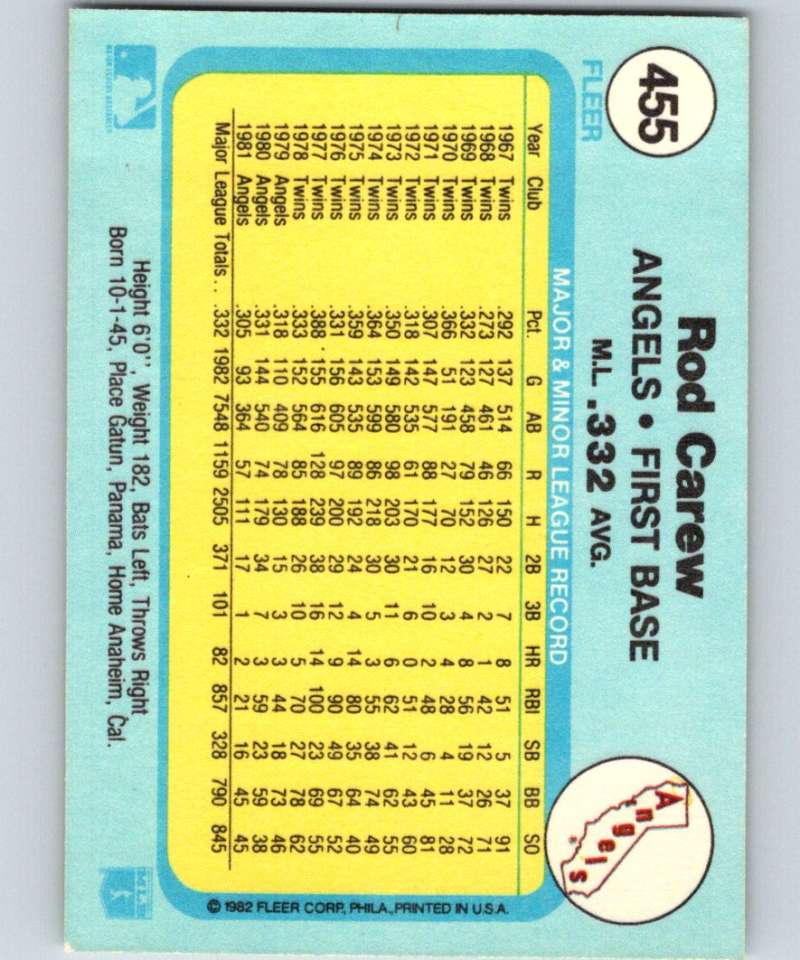 455
FLEER
Rod Carew
ANGELS • FIRST BASE
M.L. .332 AVG.
Angels
MAJOR & MINOR LEAGUE RECORD
Year Club Pct. G AB R H 2B 3B HR RBI SB BB SO
1967 Twins .292 137 514 66 150 22 7 8 51 5 37 91
1968 Twins .273 127 461 46 126 27 2 1 42 12 26 71
1969 Twins .332 123 458 79 152 30 4 8 56 19 37 72
1970 Twins .366 51 191 27 70 12 3 4 28 4 11 28
1971 Twins .307 147 577 88 177 16 10 2 48 6 45 81
1972 Twins .318 142 535 61 170 21 6 0 51 12 43 60
1973 Twins .350 149 580 98 203 30 11 6 62 41 62 55
1974 Twins .364 153 599 86 218 30 5 3 55 38 74 49
1975 Twins .359 143 535 89 192 24 4 14 80 35 64 40
1976 Twins .331 156 605 97 200 29 12 9 90 49 67 52
1977 Twins .388 155 616 128 239 38 16 14 100 23 69 55
1978 Twins .333 152 564 85 188 26 10 5 70 27 78 62
1979 Angels .318 110 409 78 130 15 3 3 44 18 73 46
1980 Angels .331 144 540 74 179 34 7 3 59 23 59 38
1981 Angels .305 93 364 57 111 17 1 2 21 16 45 45
Major League Totals . . .332 1982 7548 1159 2505 371 101 82 857 328 790 845
© 1982 FLEER CORP., PHILA., PRINTED IN U.S.A.
Height 6'0", Weight 182, Bats Left, Throws Right
Born 10-1-45, Place Gatun, Panama, Home Anaheim, Cal.